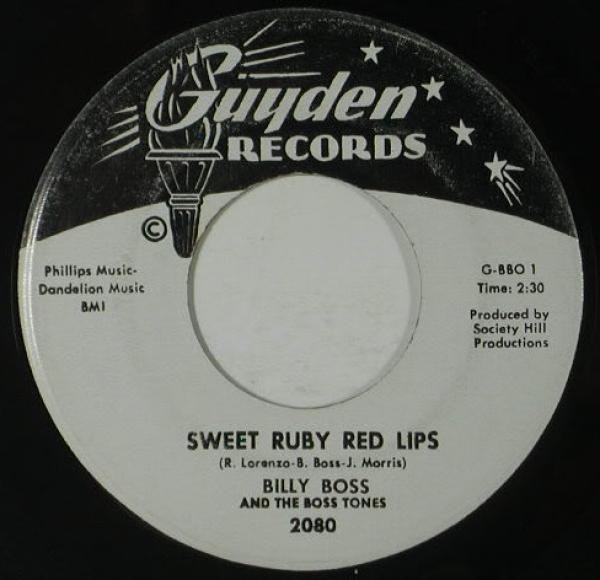 Guyden
RECORDS
©
Phillips Music-
Dandelion Music
BMI
G-BBO 1
Time: 2:30
Produced by
Society Hill
Productions
SWEET RUBY RED LIPS
(R. Lorenzo-B. Boss-J. Morris)
BILLY BOSS
AND THE BOSS TONES
2080